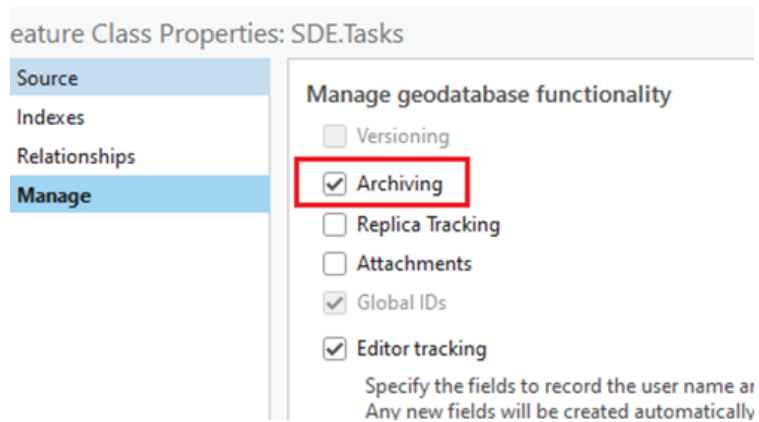 eature Class Properties: SDE.Tasks
Source
Indexes
Relationships
Manage
Manage geodatabase functionality
Versioning
Archiving
Replica Tracking
Attachments
Global IDs
Editor tracking
Specify the fields to record the user name ar
Any new fields will be created automatically